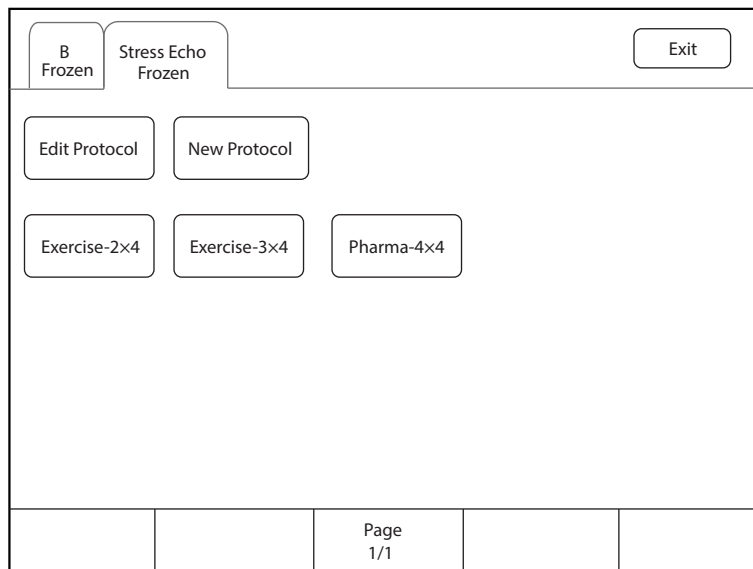 B
Frozen
Stress Echo
Frozen
Exit
Edit Protocol
New Protocol
Exercise-2×4
Exercise-3×4
Pharma-4×4
Page
1/1